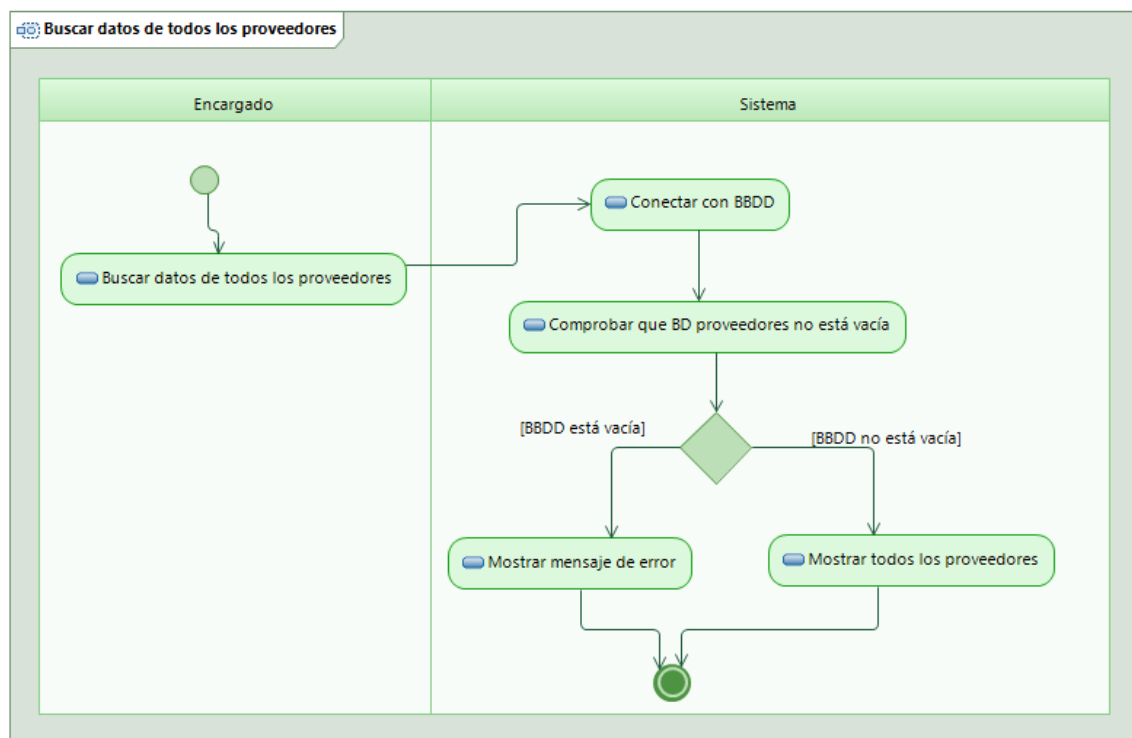 Buscar datos de todos los proveedores
Encargado
Sistema
Conectar con BBDD
Buscar datos de todos los proveedores
Comprobar que BD proveedores no está vacía
[BBDD está vacía]
[BBDD no está vacía]
Mostrar mensaje de error
Mostrar todos los proveedores